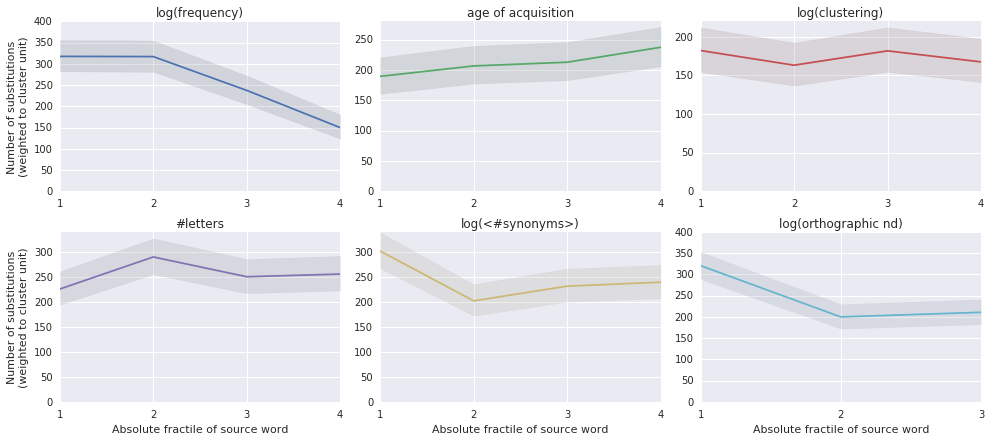 log(frequency)
Number of substitutions
(weighted to cluster unit)
400
350
300
250
200
150
100
50
0
1 2 3 4
age of acquisition
250
200
150
100
50
0
1 2 3 4
log(clustering)
200
150
100
50
0
1 2 3 4
#letters
Number of substitutions
(weighted to cluster unit)
300
250
200
150
100
50
0
1 2 3 4
Absolute fractile of source word
log(<#synonyms>)
300
250
200
150
100
50
0
1 2 3 4
Absolute fractile of source word
log(orthographic nd)
400
350
300
250
200
150
100
50
0
1 2 3
Absolute fractile of source word